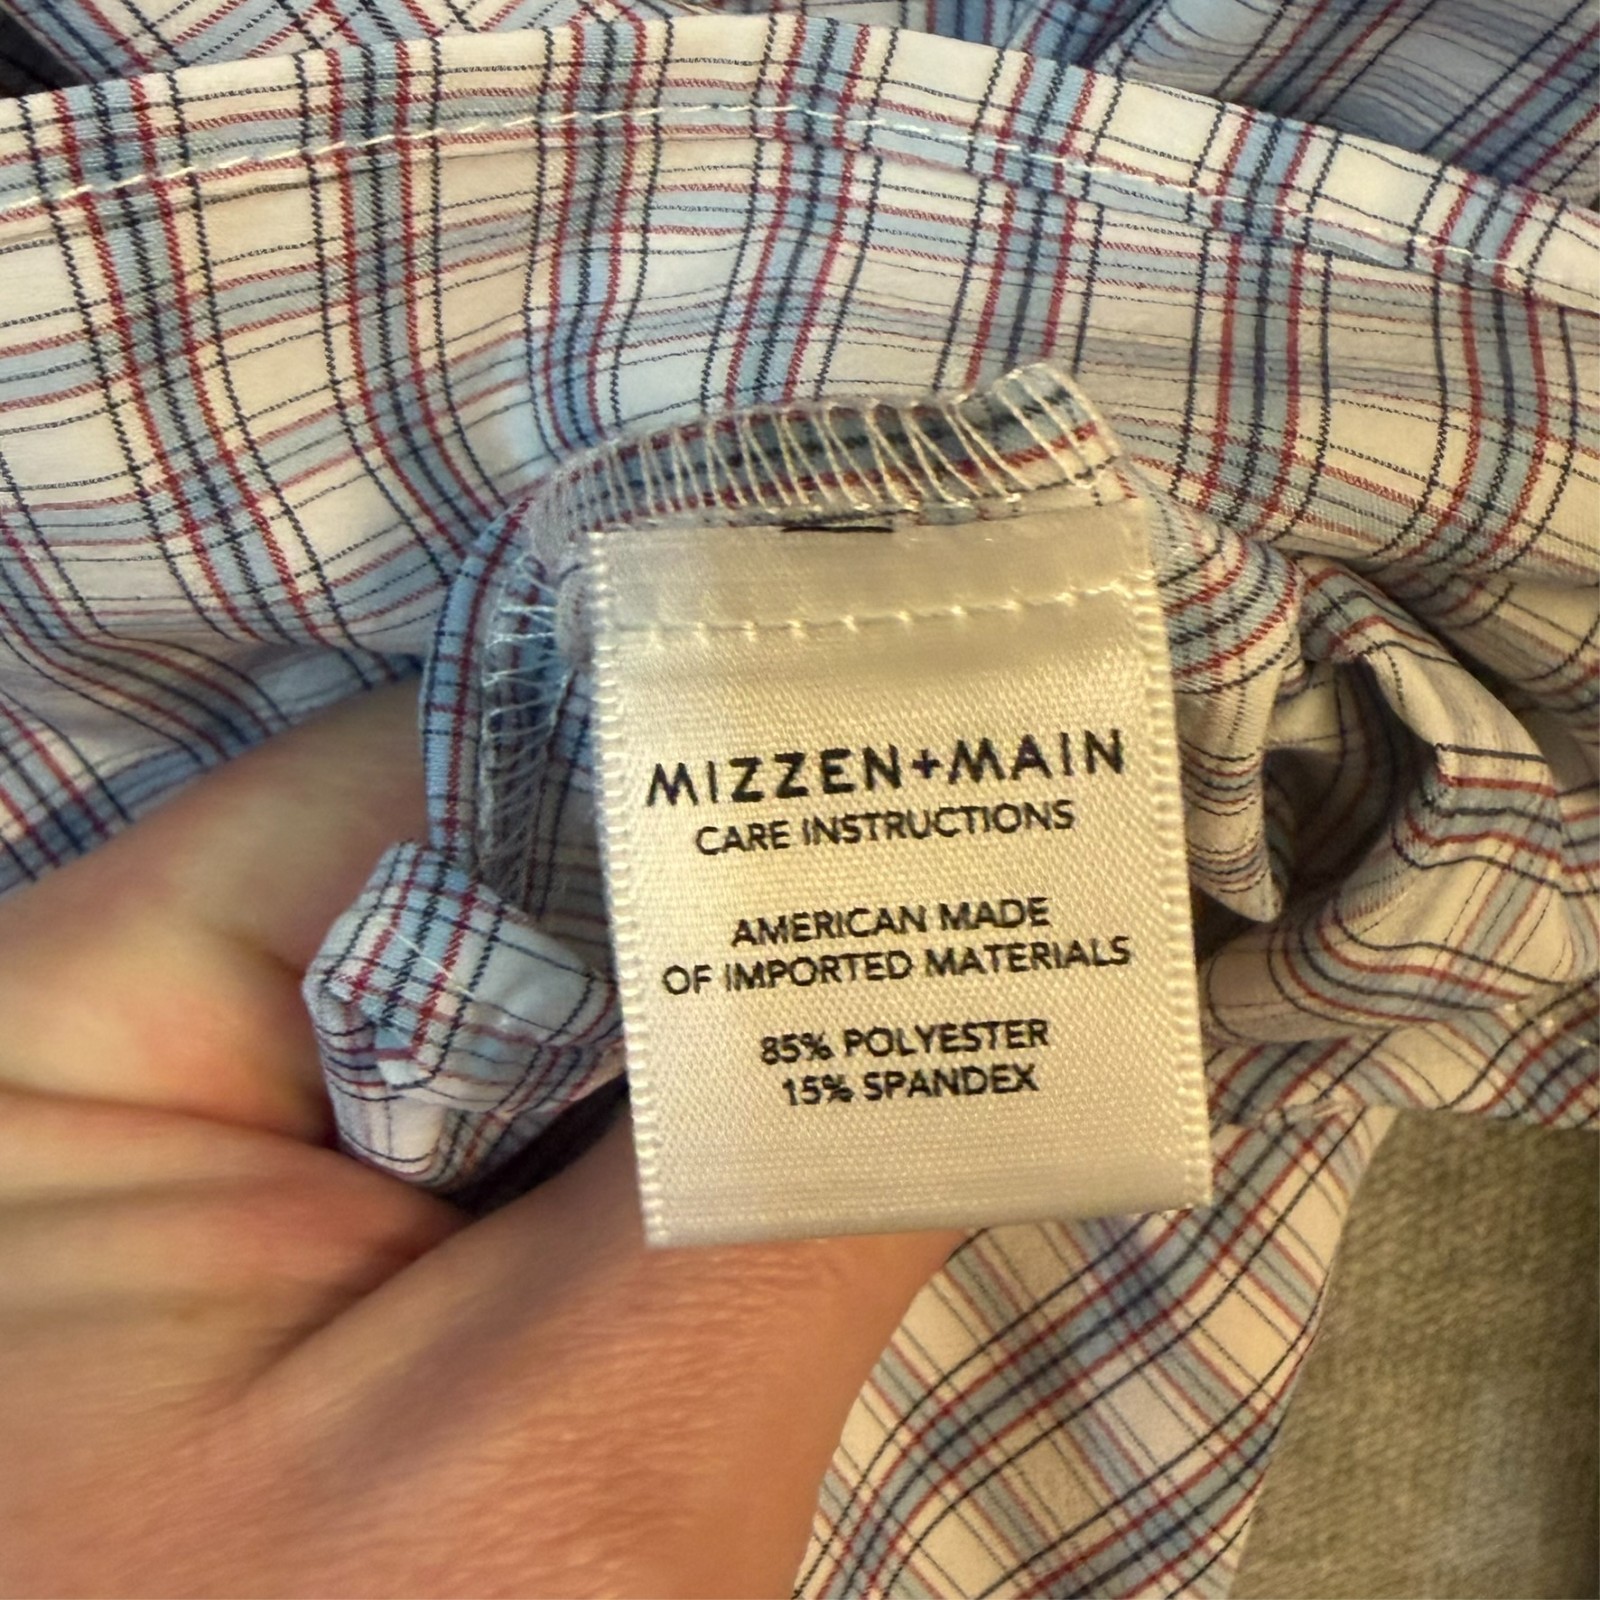 MIZZEN+MAIN
CARE INSTRUCTIONS
AMERICAN MADE
OF IMPORTED MATERIALS
85% POLYESTER
15% SPANDEX